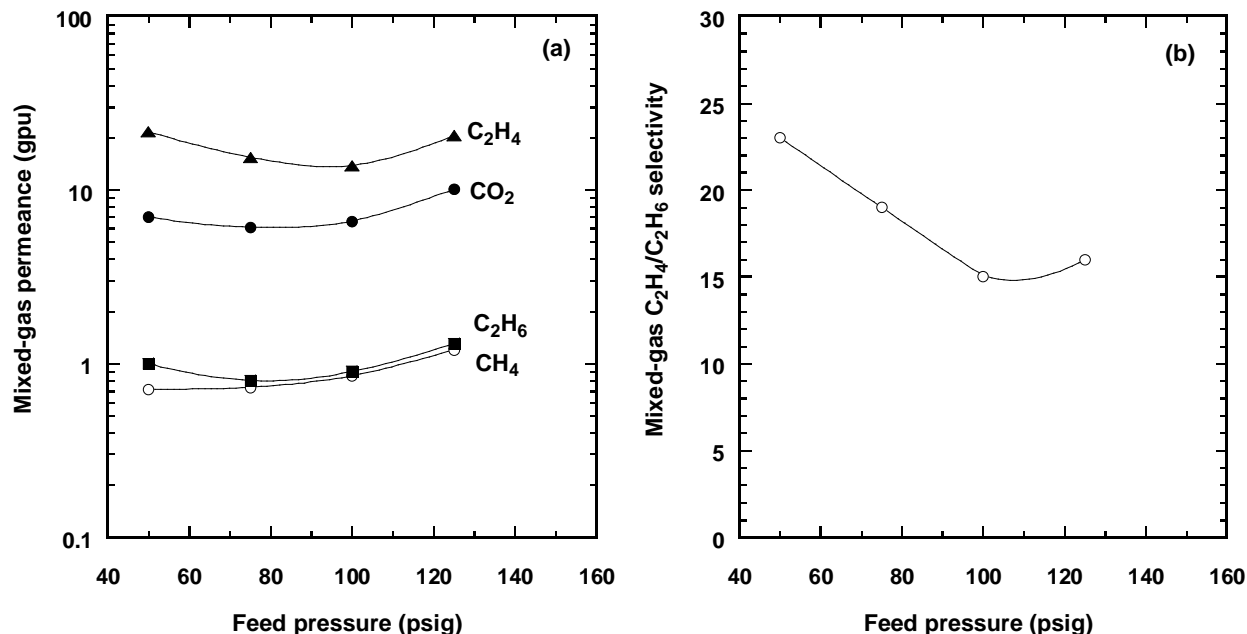 (a)
Mixed-gas permeance (gpu)
100
10
1
0.1
C₂H₄
CO₂
C₂H₆
CH₄
40 60 80 100 120 140 160
Feed pressure (psig)
(b)
Mixed-gas C₂H₄/C₂H₆ selectivity
30
25
20
15
10
5
0
40 60 80 100 120 140 160
Feed pressure (psig)